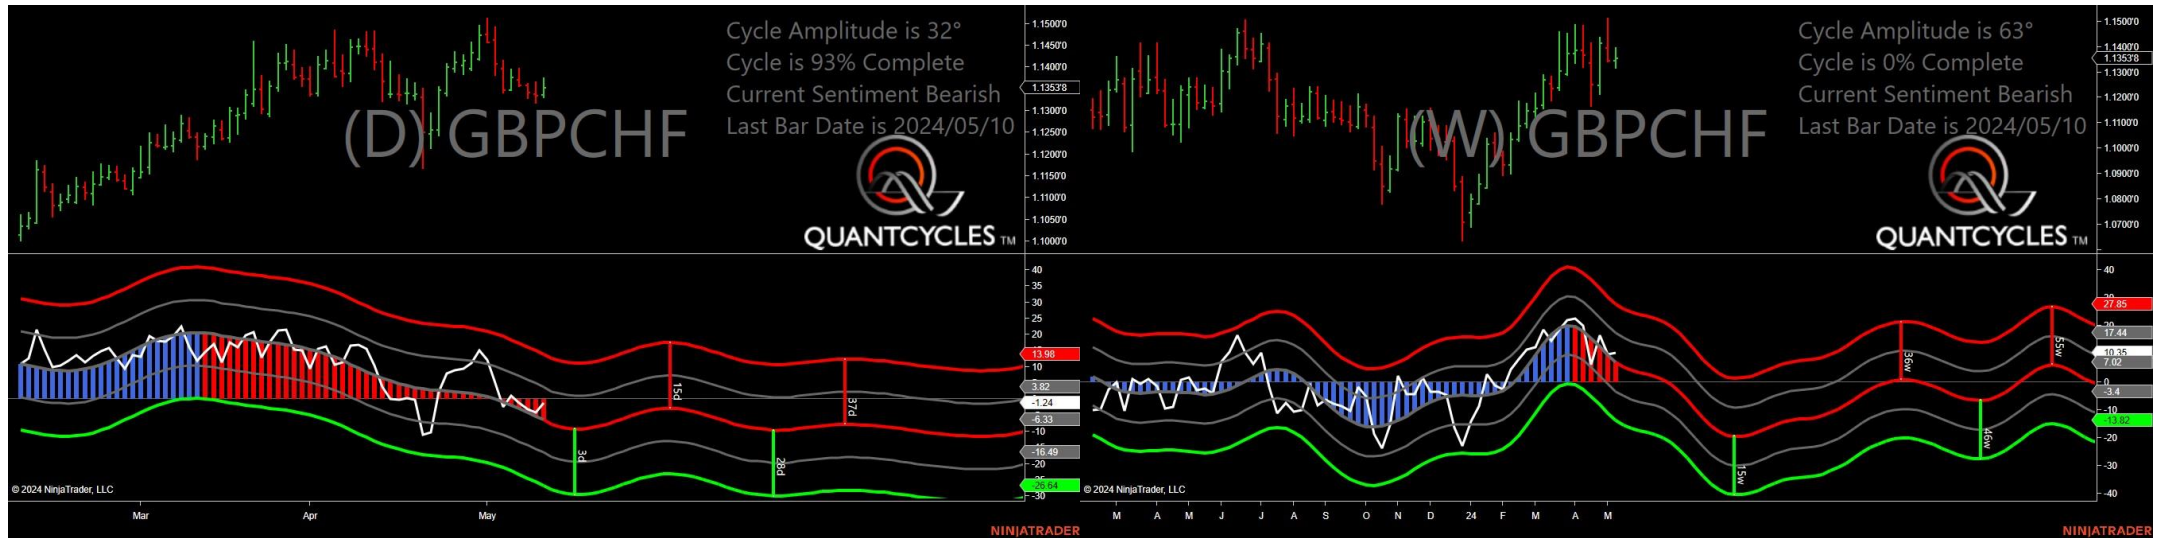 Cycle Amplitude is 32°
Cycle is 93% Complete
Current Sentiment Bearish
Last Bar Date is 2024/05/10
(D) GBPCHF
QUANTCYCLES TM
1.1500'0
1.1450'0
1.1400'0
1.1353'8
1.1300'0
1.1250'0
1.1200'0
1.1150'0
1.1100'0
1.1050'0
1.1000'0
40
35
30
25
20
13.98
10
3.82
-1.24
-6.33
-10
-16.49
-20
-26.64
-30
3d
15d
28d
37d
© 2024 NinjaTrader, LLC
Mar Apr May
NINJATRADER
Cycle Amplitude is 63°
Cycle is 0% Complete
Current Sentiment Bearish
Last Bar Date is 2024/05/10
(W) GBPCHF
QUANTCYCLES TM
1.1500'0
1.1400'0
1.1353'8
1.1300'0
1.1200'0
1.1100'0
1.1000'0
1.0900'0
1.0800'0
1.0700'0
40
27.85
17.44
10.35
7.02
0
-3.4
-10
-13.82
-20
-30
-40
15w
36w
46w
55w
© 2024 NinjaTrader, LLC
M A M J J A S O N D 24 F M A M
NINJATRADER